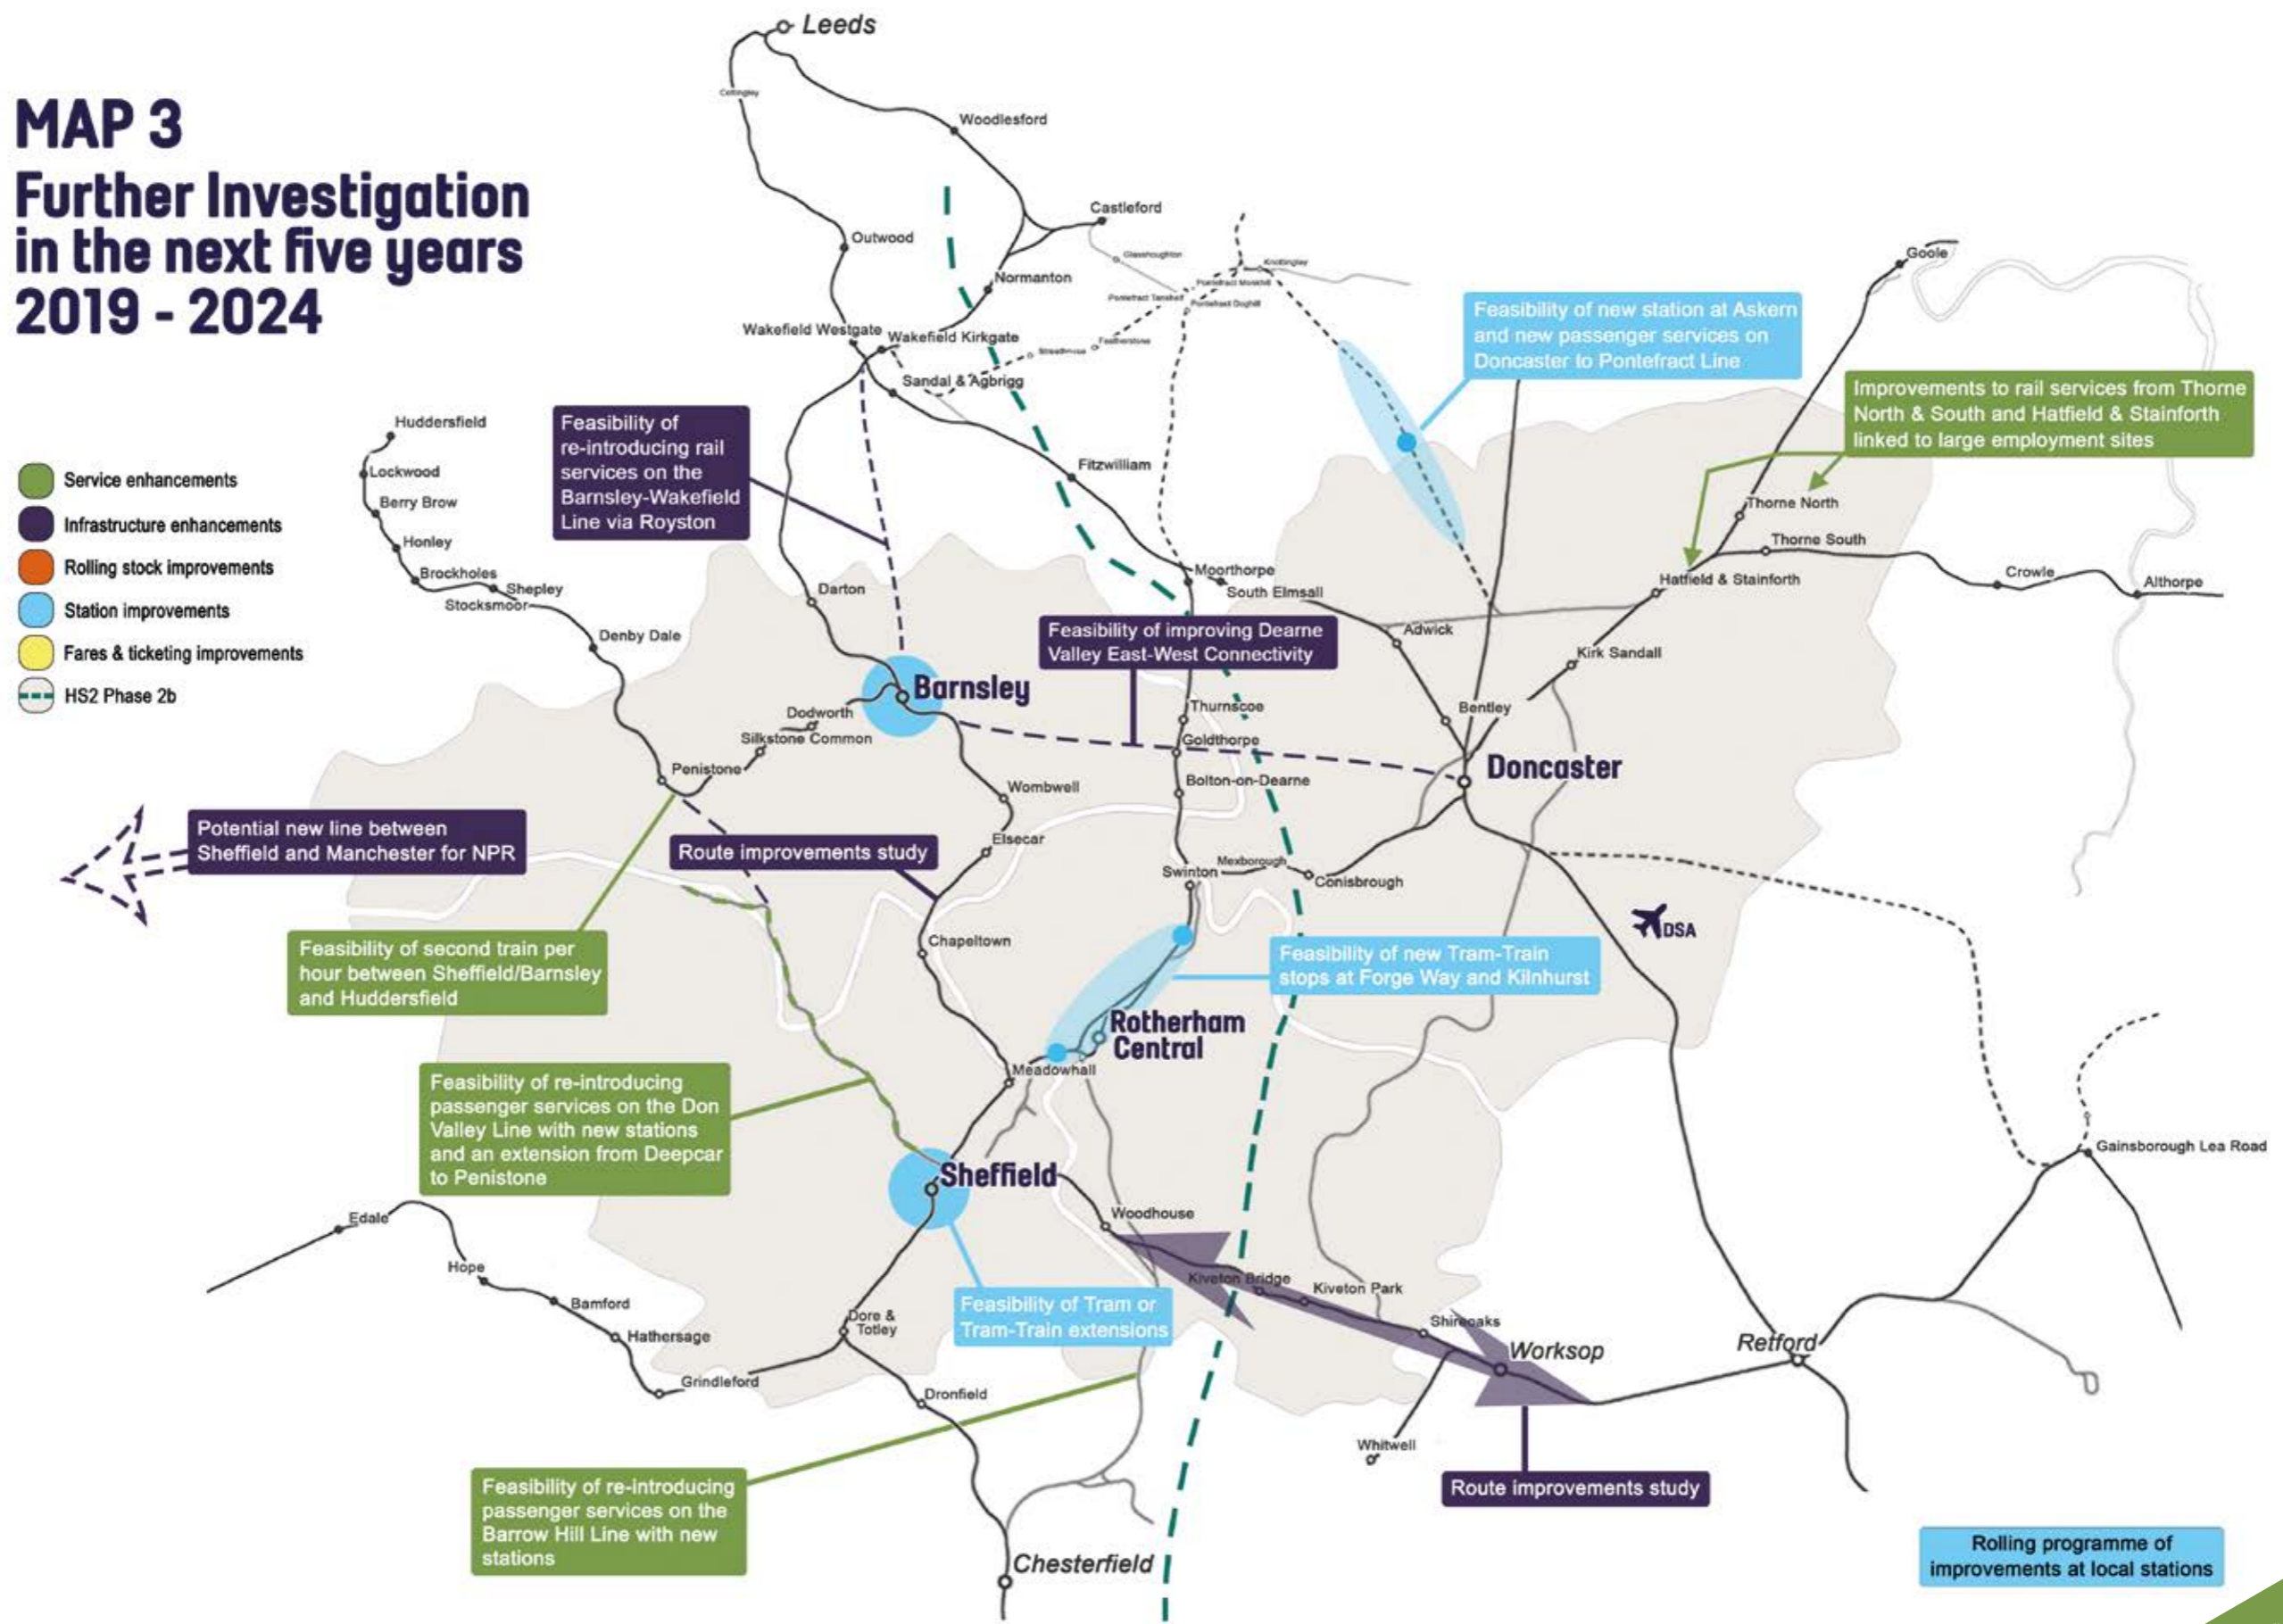 MAP 3
Further Investigation
in the next five years
2019 - 2024
Service enhancements
Infrastructure enhancements
Rolling stock improvements
Station improvements
Fares & ticketing improvements
HS2 Phase 2b
Leeds
Cottingley
Woodlesford
Castleford
Outwood
Glasshoughton
Knottingley
Normanton
Pontefract Monkhill
Pontefract Tanshelf
Pontefract Baghill
Wakefield Westgate
Wakefield Kirkgate
Streethouse
Featherstone
Sandal & Agbrigg
Goole
Feasibility of new station at Askern
and new passenger services on
Doncaster to Pontefract Line
Improvements to rail services from Thorne
North & South and Hatfield & Stainforth
linked to large employment sites
Feasibility of
re-introducing rail
services on the
Barnsley-Wakefield
Line via Royston
Huddersfield
Lockwood
Berry Brow
Honley
Brockholes
Shepley
Stocksmoor
Denby Dale
Fitzwilliam
Thorne North
Thorne South
Moorthorpe
South Elmsall
Hatfield & Stainforth
Crowle
Althorpe
Darton
Feasibility of improving Dearne
Valley East-West Connectivity
Adwick
Kirk Sandall
Barnsley
Dodworth
Silkstone Common
Penistone
Thurnscoe
Goldthorpe
Bolton-on-Dearne
Bentley
Doncaster
Wombwell
Elsecar
Potential new line between
Sheffield and Manchester for NPR
Route improvements study
Swinton
Mexborough
Conisbrough
DSA
Chapeltown
Feasibility of second train per
hour between Sheffield/Barnsley
and Huddersfield
Feasibility of new Tram-Train
stops at Forge Way and Kilnhurst
Rotherham
Central
Meadowhall
Feasibility of re-introducing
passenger services on the Don
Valley Line with new stations
and an extension from Deepcar
to Penistone
Sheffield
Gainsborough Lea Road
Woodhouse
Edale
Hope
Bamford
Hathersage
Grindleford
Dore &
Totley
Feasibility of Tram or
Tram-Train extensions
Kiveton Bridge
Kiveton Park
Shireoaks
Worksop
Retford
Dronfield
Whitwell
Feasibility of re-introducing
passenger services on the
Barrow Hill Line with new
stations
Route improvements study
Chesterfield
Rolling programme of
improvements at local stations